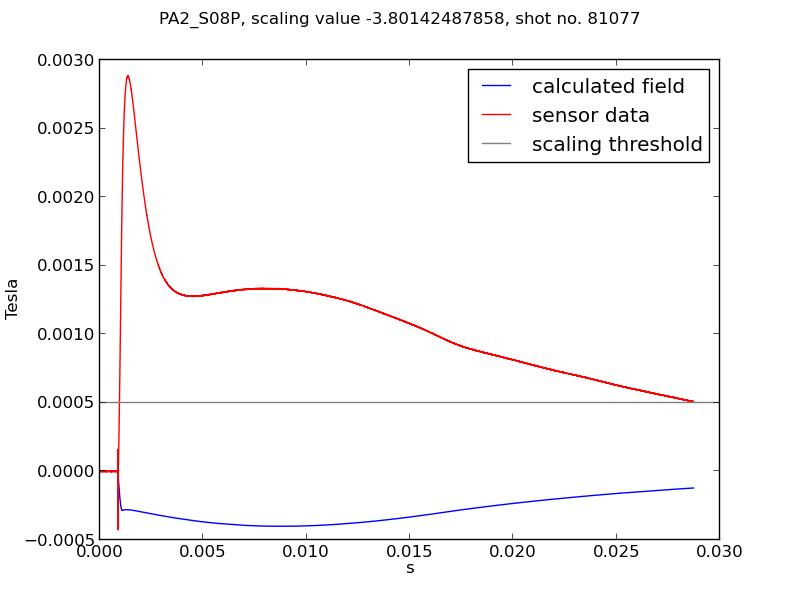 PA2_S08P, scaling value -3.80142487858, shot no. 81077
0.0030
0.0025
0.0020
0.0015
0.0010
0.0005
0.0000
−0.0005
Tesla
calculated field
sensor data
scaling threshold
0.000
0.005
0.010
0.015
0.020
0.025
0.030
s